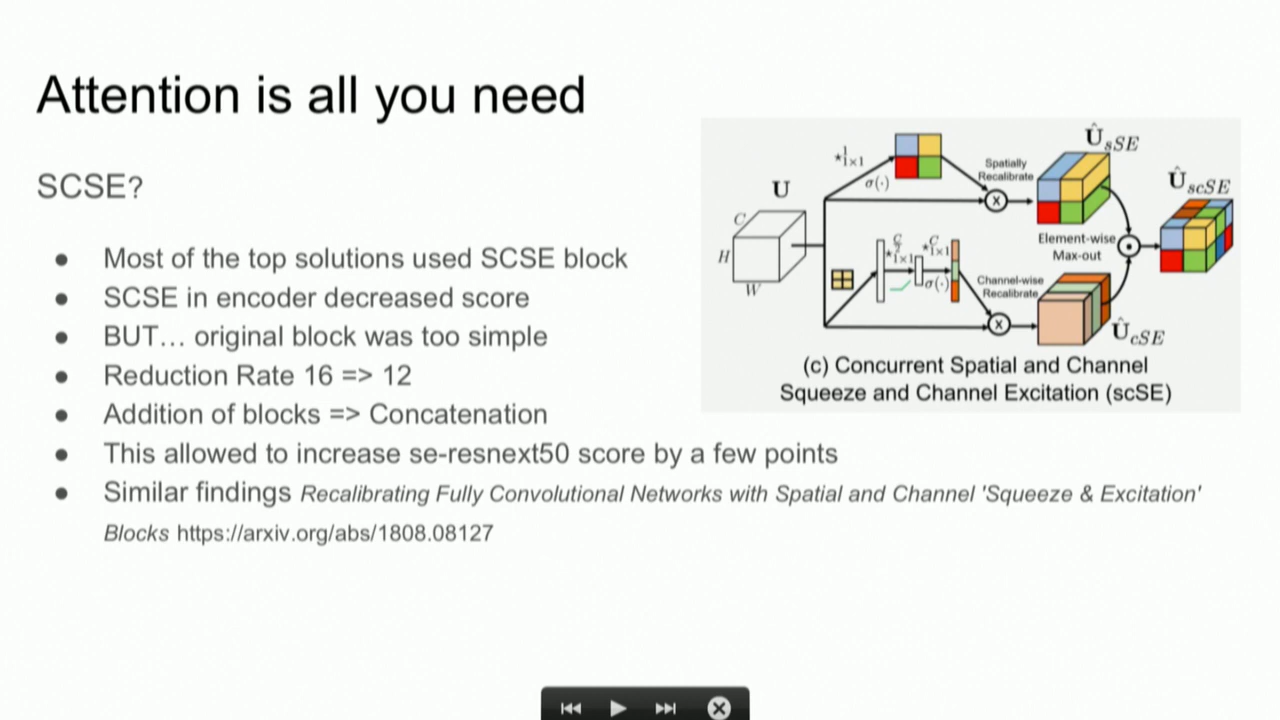 Attention is all you need
SCSE?
● Most of the top solutions used SCSE block
● SCSE in encoder decreased score
● BUT… original block was too simple
● Reduction Rate 16 => 12
● Addition of blocks => Concatenation
● This allowed to increase se-resnext50 score by a few points
● Similar findings Recalibrating Fully Convolutional Networks with Spatial and Channel 'Squeeze & Excitation'
Blocks https://arxiv.org/abs/1808.08127
U
C
H
W
⋆¹₁ₓ₁
σ(·)
Spatially
Recalibrate
X
Û_sSE
Û_scSE
Element-wise
Max-out
σ(·)
Channel-wise
Recalibrate
X
Û_cSE
(c) Concurrent Spatial and Channel
Squeeze and Channel Excitation (scSE)